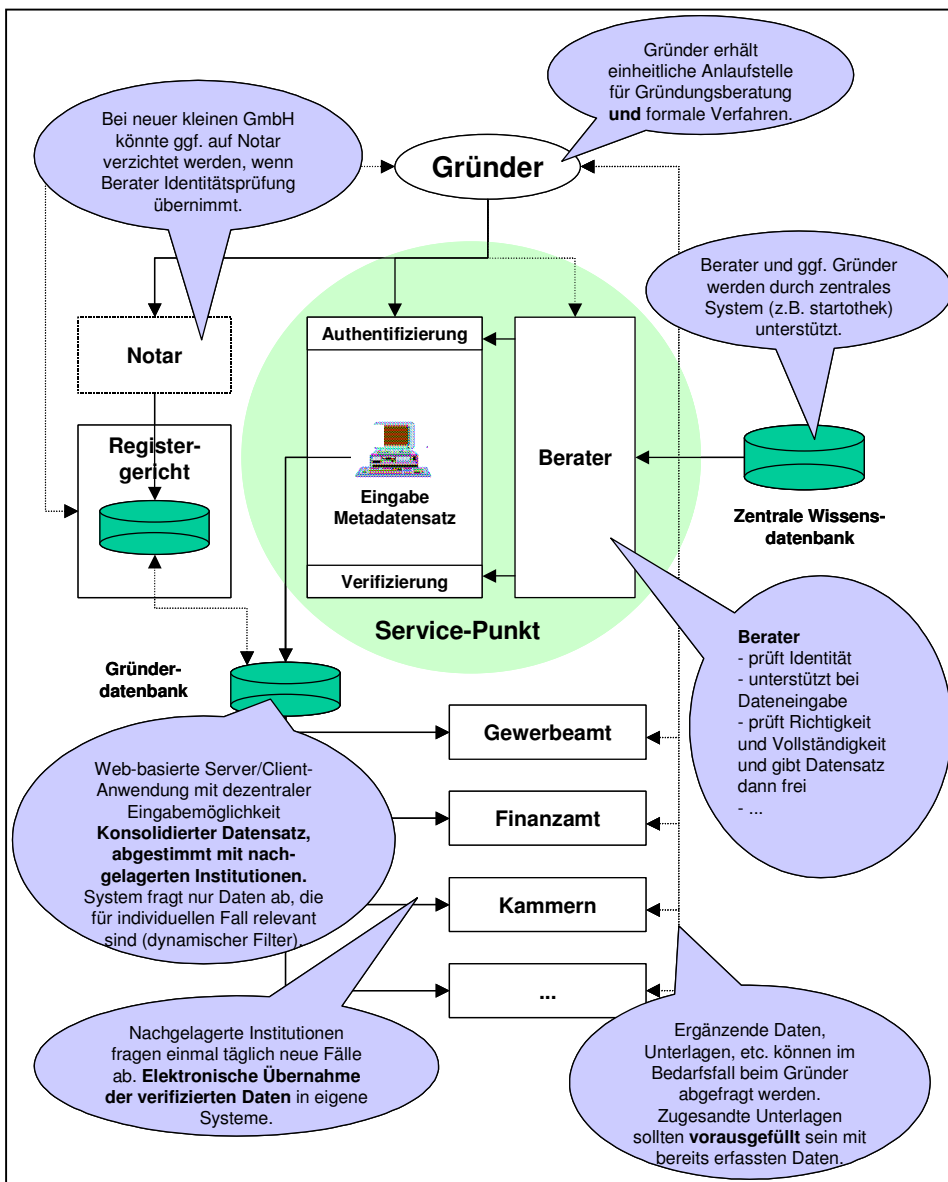 Gründer erhält
einheitliche Anlaufstelle
für Gründungsberatung
und formale Verfahren.
Bei neuer kleinen GmbH
könnte ggf. auf Notar
verzichtet werden, wenn
Berater Identitätsprüfung
übernimmt.
Gründer
Berater und ggf. Gründer
werden durch zentrales
System (z.B. startothek)
unterstützt.
Notar
Authentifizierung
Register-
gericht
Eingabe
Metadatensatz
Berater
Zentrale Wissens-
datenbank
Verifizierung
Service-Punkt
Berater
- prüft Identität
- unterstützt bei
Dateneingabe
- prüft Richtigkeit
und Vollständigkeit
und gibt Datensatz
dann frei
- ...
Gründer-
datenbank
Web-basierte Server/Client-
Anwendung mit dezentraler
Eingabemöglichkeit
Konsolidierter Datensatz,
abgestimmt mit nach-
gelagerten Institutionen.
System fragt nur Daten ab, die
für individuellen Fall relevant
sind (dynamischer Filter).
Gewerbeamt
Finanzamt
Kammern
...
Nachgelagerte Institutionen
fragen einmal täglich neue Fälle
ab. Elektronische Übernahme
der verifizierten Daten in eigene
Systeme.
Ergänzende Daten,
Unterlagen, etc. können im
Bedarfsfall beim Gründer
abgefragt werden.
Zugesandte Unterlagen
sollten vorausgefüllt sein mit
bereits erfassten Daten.